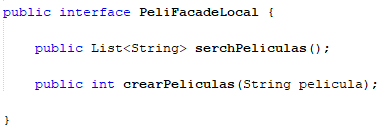 public interface PeliFacadeLocal {
public List<String> serchPeliculas();
public int crearPeliculas(String pelicula);
}